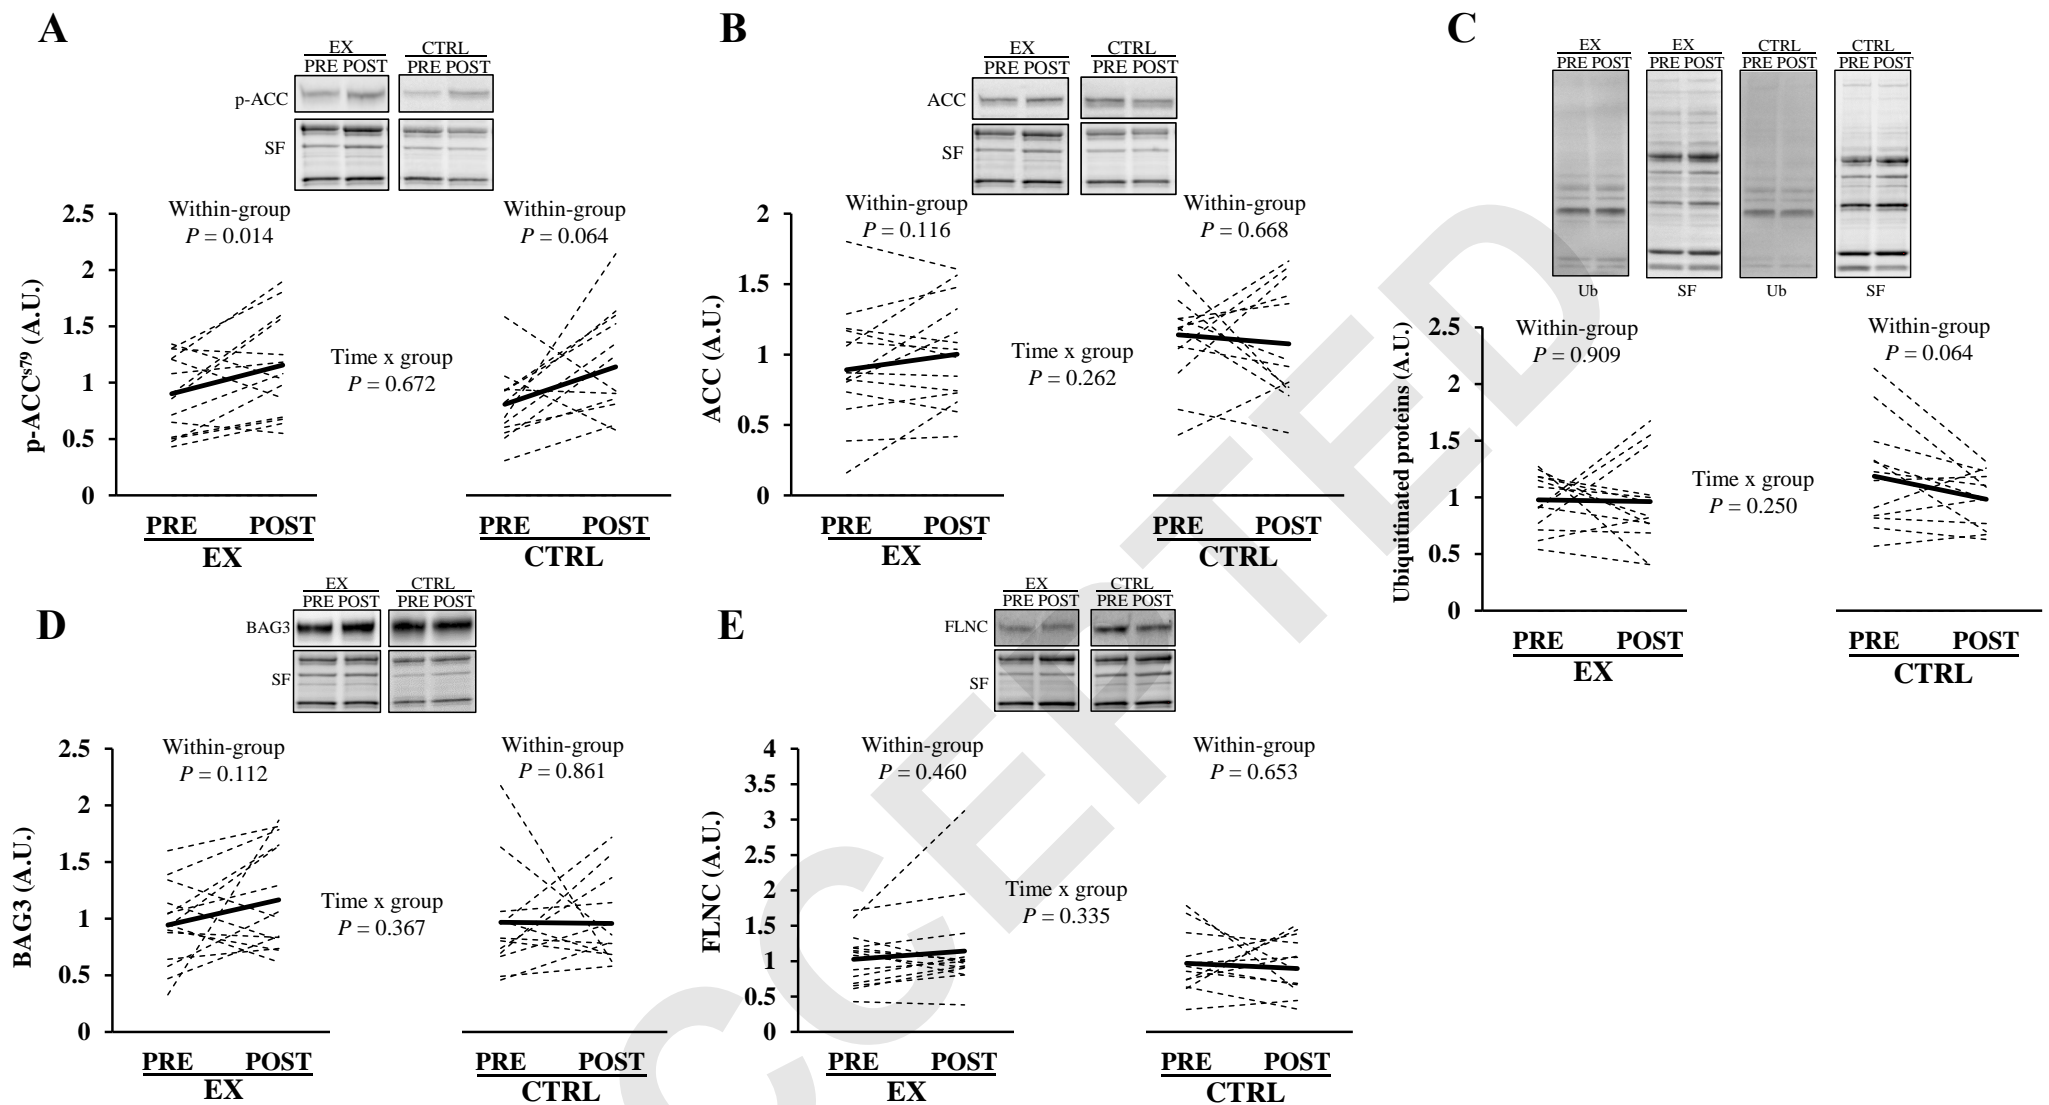 A
EX
CTRL
PRE POST
PRE POST
p-ACC
SF
Within-group
P = 0.014
Within-group
P = 0.064
p-ACCs79 (A.U.)
2.5
2
1.5
1
0.5
0
Time x group
P = 0.672
PRE
POST
EX
PRE
POST
CTRL
B
EX
CTRL
PRE POST
PRE POST
ACC
SF
Within-group
P = 0.116
Within-group
P = 0.668
ACC (A.U.)
2
1.5
1
0.5
0
Time x group
P = 0.262
PRE
POST
EX
PRE
POST
CTRL
C
EX
EX
CTRL
CTRL
PRE POST
PRE POST
PRE POST
PRE POST
Ub
SF
Ub
SF
Within-group
P = 0.909
Within-group
P = 0.064
Ubiquitinated proteins (A.U.)
2.5
2
1.5
1
0.5
0
Time x group
P = 0.250
PRE
POST
EX
PRE
POST
CTRL
D
EX
CTRL
PRE POST
PRE POST
BAG3
SF
Within-group
P = 0.112
Within-group
P = 0.861
BAG3 (A.U.)
2.5
2
1.5
1
0.5
0
Time x group
P = 0.367
PRE
POST
EX
PRE
POST
CTRL
E
EX
CTRL
PRE POST
PRE POST
FLNC
SF
Within-group
P = 0.460
Within-group
P = 0.653
FLNC (A.U.)
4
3.5
3
2.5
2
1.5
1
0.5
0
Time x group
P = 0.335
PRE
POST
EX
PRE
POST
CTRL
CCEPTED